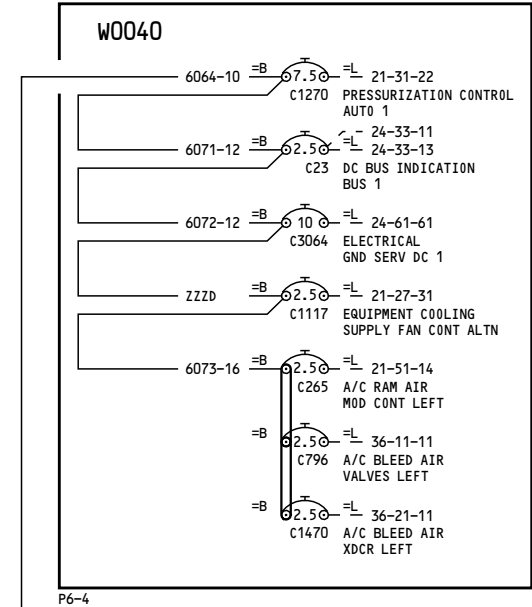 W0040
6064-10 =B 7.5 =L 21-31-22
C1270 PRESSURIZATION CONTROL
AUTO 1
24-33-11
6071-12 =B 2.5 =L 24-33-13
C23 DC BUS INDICATION
BUS 1
6072-12 =B 10 =L 24-61-61
C3064 ELECTRICAL
GND SERV DC 1
ZZZD =B 2.5 =L 21-27-31
C1117 EQUIPMENT COOLING
SUPPLY FAN CONT ALTN
6073-16 =B 2.5 =L 21-51-14
C265 A/C RAM AIR
MOD CONT LEFT
=B 2.5 =L 36-11-11
C796 A/C BLEED AIR
VALVES LEFT
=B 2.5 =L 36-21-11
C1470 A/C BLEED AIR
XDCR LEFT
P6-4